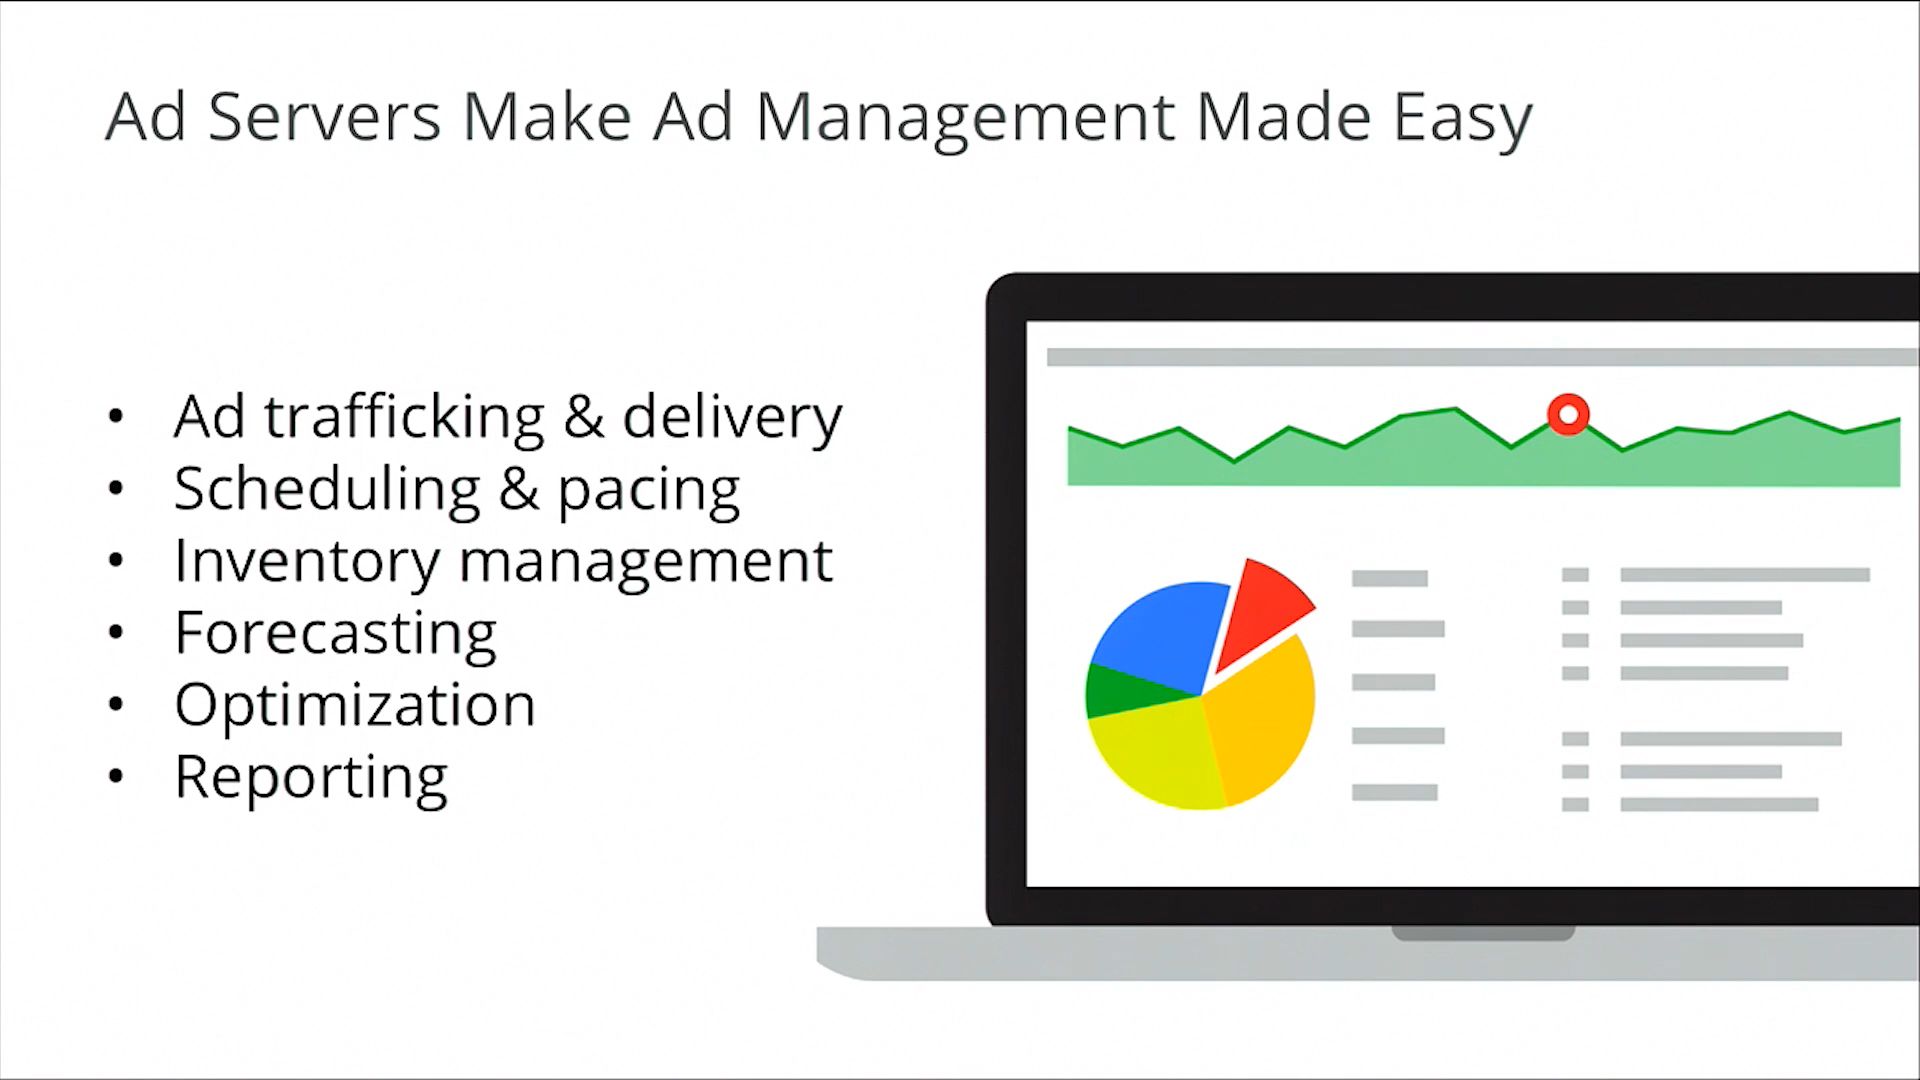 Ad Servers Make Ad Management Made Easy
• Ad trafficking & delivery
• Scheduling & pacing
• Inventory management
• Forecasting
• Optimization
• Reporting